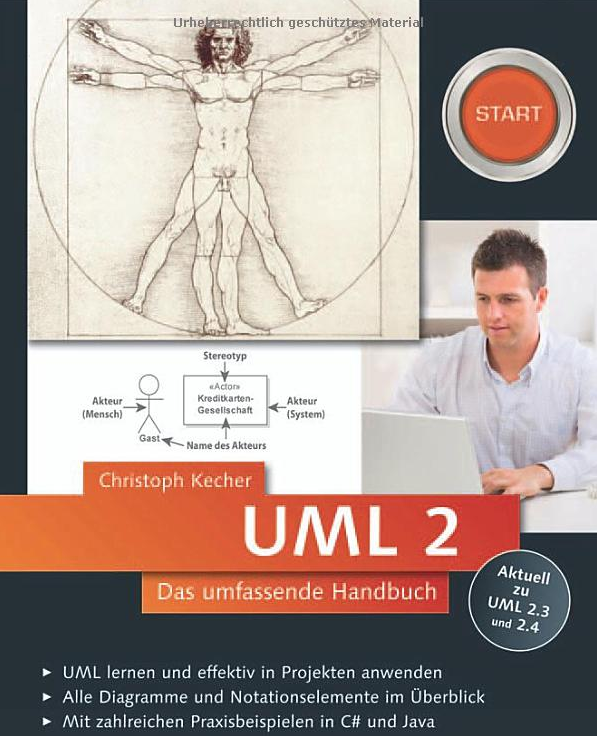 Urheberrechtlich geschütztes Material
START
Stereotyp
«Actor»
Kreditkarten-
Gesellschaft
Akteur
(Mensch)
Akteur
(System)
Gast
Name des Akteurs
Christoph Kecher
UML 2
Das umfassende Handbuch
Aktuell
zu
UML 2.3
und 2.4
► UML lernen und effektiv in Projekten anwenden
► Alle Diagramme und Notationselemente im Überblick
► Mit zahlreichen Praxisbeispielen in C# und Java